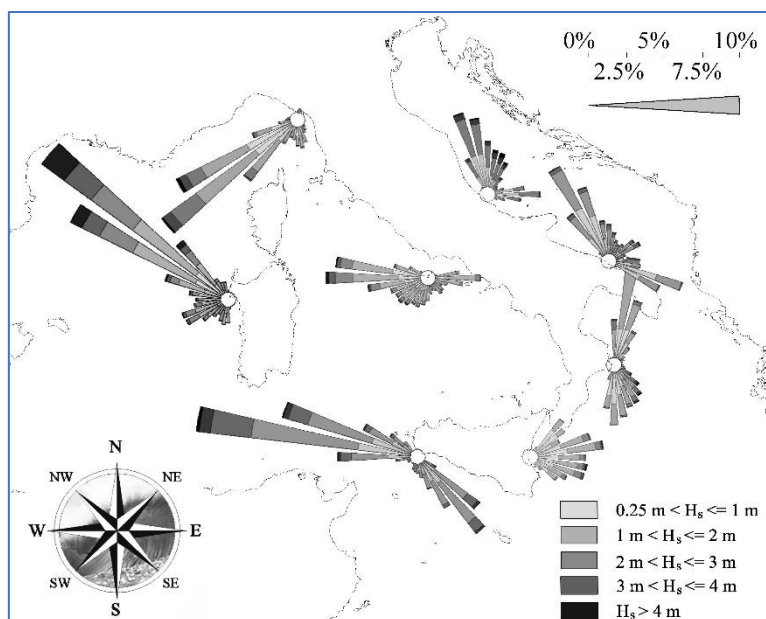 0% 5% 10%
2.5% 7.5%
N
NW NE
W E
SW SE
S
0.25 m < Hs <= 1 m
1 m < Hs <= 2 m
2 m < Hs <= 3 m
3 m < Hs <= 4 m
Hs > 4 m